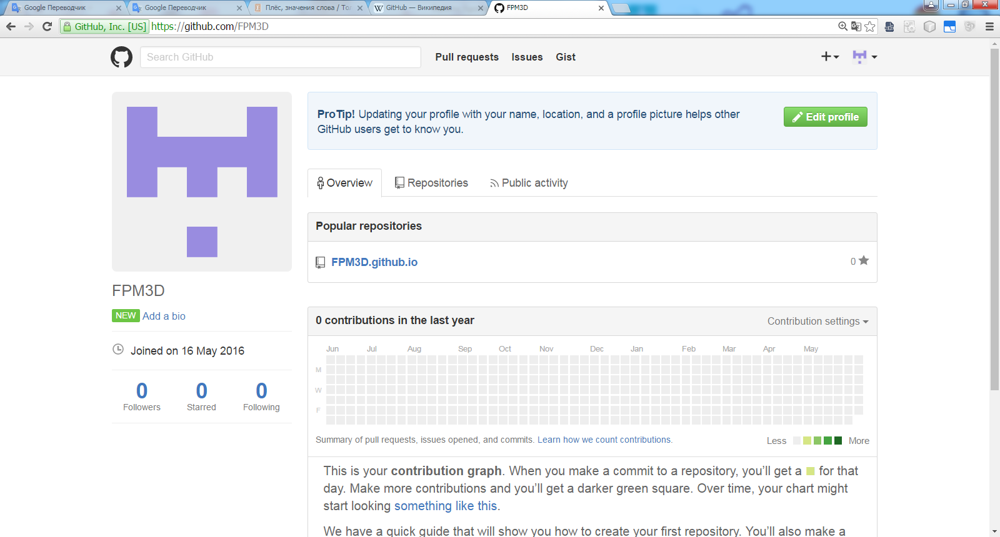 Google Переводчик
Google Переводчик
Плёс, значения слова / Тол
GitHub — Википедия
FPM3D
GitHub, Inc. [US] https://github.com/FPM3D
Search GitHub
Pull requests Issues Gist
ProTip! Updating your profile with your name, location, and a profile picture helps other
GitHub users get to know you.
Edit profile
Overview Repositories Public activity
Popular repositories
FPM3D.github.io 0
FPM3D
NEW Add a bio
Joined on 16 May 2016
0 0 0
Followers Starred Following
0 contributions in the last year Contribution settings
Jun Jul Aug Sep Oct Nov Dec Jan Feb Mar Apr May
M
W
F
Summary of pull requests, issues opened, and commits. Learn how we count contributions.
Less More
This is your contribution graph. When you make a commit to a repository, you’ll get a for that
day. Make more contributions and you’ll get a darker green square. Over time, your chart might
start looking something like this.
We have a quick guide that will show you how to create your first repository. You’ll also make a